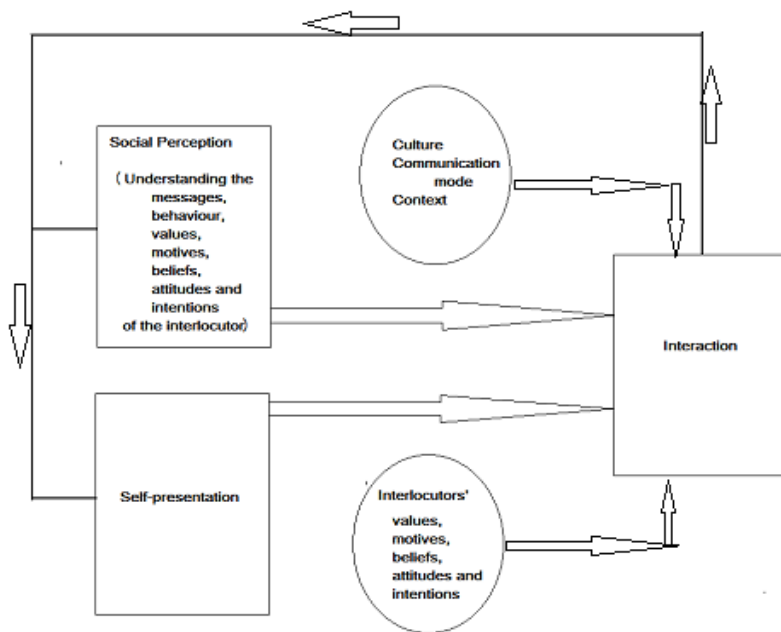 Social Perception
( Understanding the
messages,
behaviour,
values,
motives,
beliefs,
attitudes and
intentions
of the interlocutor)
Culture
Communication
mode
Context
Interaction
Self-presentation
Interlocutors'
values,
motives,
beliefs,
attitudes and
intentions